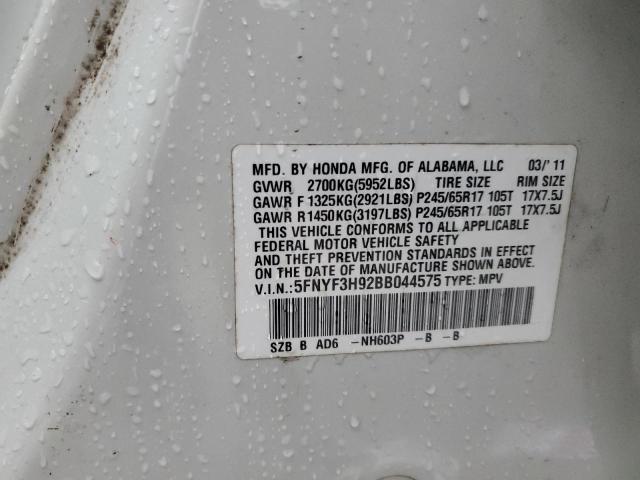 MFD. BY HONDA MFG. OF ALABAMA, LLC 03/'11
GVWR 2700KG(5952LBS) TIRE SIZE RIM SIZE
GAWR F 1325KG(2921LBS) P245/65R17 105T 17X7.5J
GAWR R 1450KG(3197LBS) P245/65R17 105T 17X7.5J
THIS VEHICLE CONFORMS TO ALL APPLICABLE
FEDERAL MOTOR VEHICLE SAFETY
AND THEFT PREVENTION STANDARDS IN EFFECT
ON THE DATE OF MANUFACTURE SHOWN ABOVE.
V.I.N.:5FNYF3H92BB044575 TYPE: MPV
SZB B AD6 -NH603P -B -B